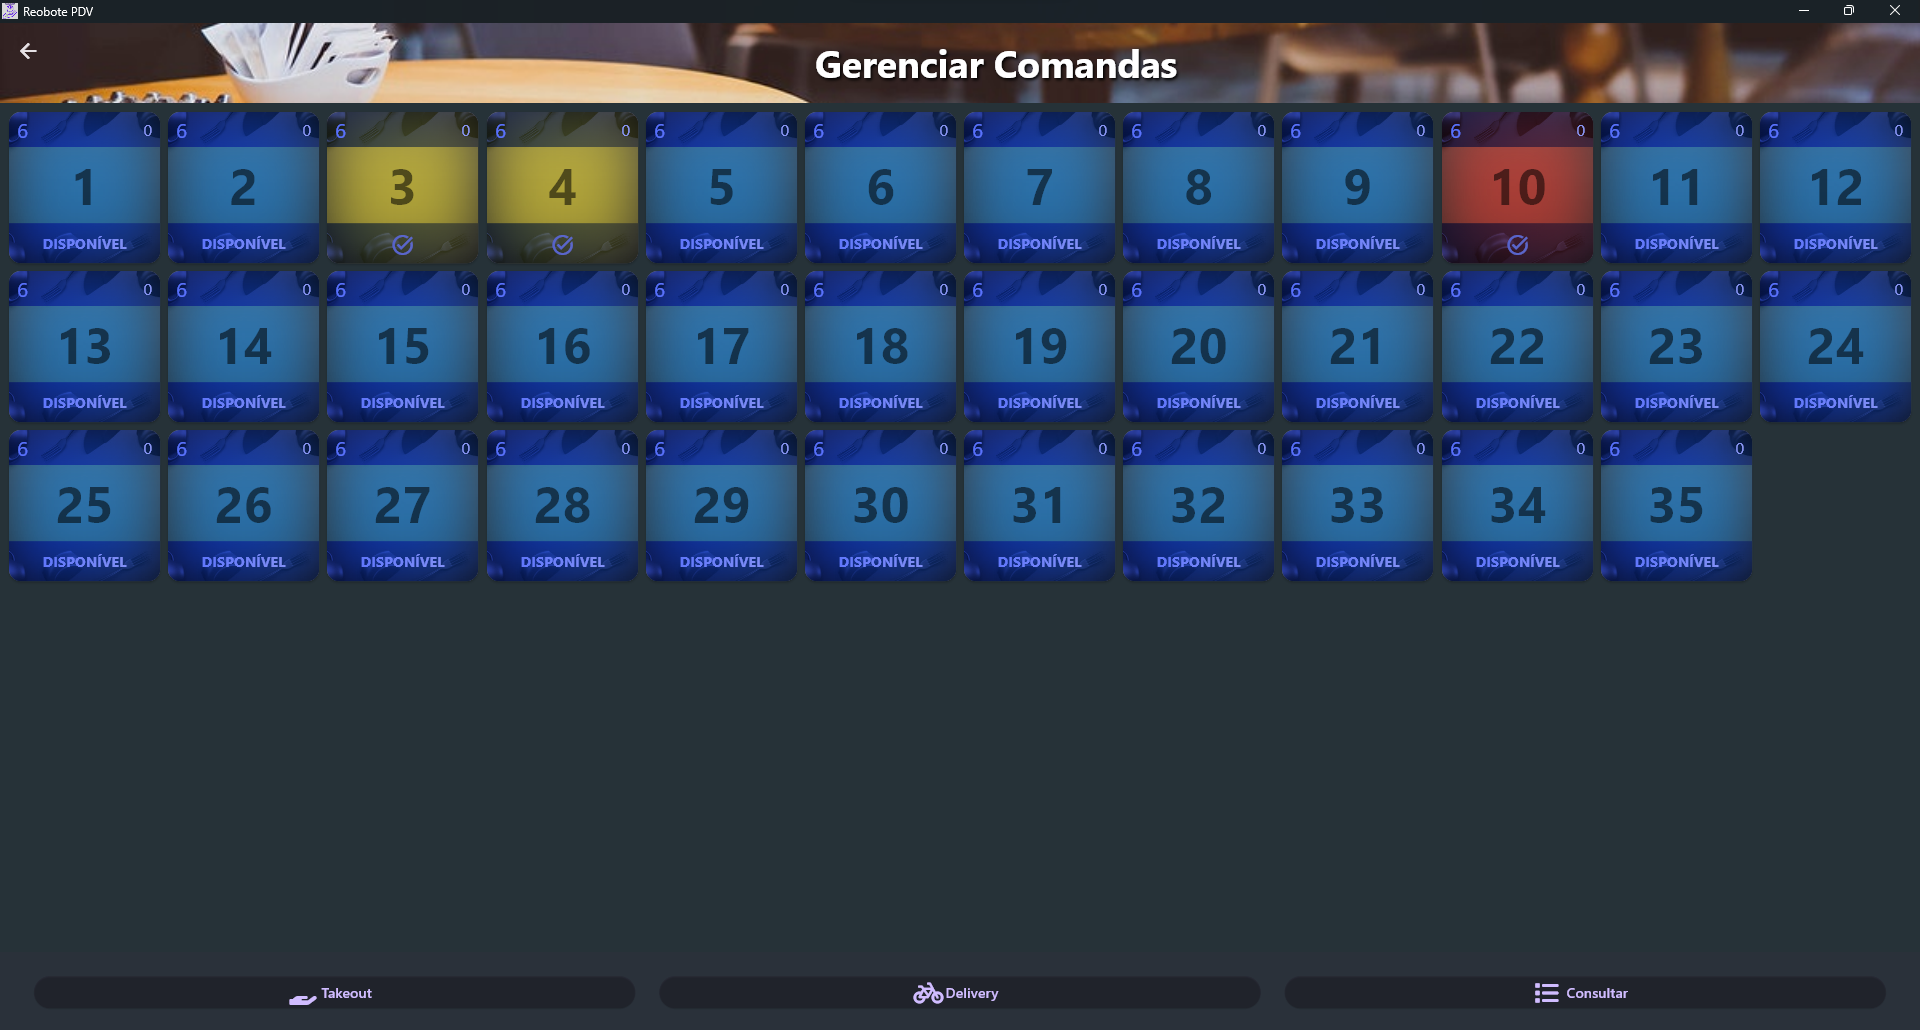 Reobote PDV
Gerenciar Comandas
6 0 6 0 6 0 6 0 6 0 6 0 6 0 6 0 6 0 6 0 6 0 6 0
1 2 3 4 5 6 7 8 9 10 11 12
DISPONÍVEL DISPONÍVEL DISPONÍVEL DISPONÍVEL DISPONÍVEL DISPONÍVEL DISPONÍVEL DISPONÍVEL DISPONÍVEL
6 0 6 0 6 0 6 0 6 0 6 0 6 0 6 0 6 0 6 0 6 0 6 0
13 14 15 16 17 18 19 20 21 22 23 24
DISPONÍVEL DISPONÍVEL DISPONÍVEL DISPONÍVEL DISPONÍVEL DISPONÍVEL DISPONÍVEL DISPONÍVEL DISPONÍVEL DISPONÍVEL DISPONÍVEL DISPONÍVEL
6 0 6 0 6 0 6 0 6 0 6 0 6 0 6 0 6 0 6 0 6 0
25 26 27 28 29 30 31 32 33 34 35
DISPONÍVEL DISPONÍVEL DISPONÍVEL DISPONÍVEL DISPONÍVEL DISPONÍVEL DISPONÍVEL DISPONÍVEL DISPONÍVEL DISPONÍVEL DISPONÍVEL
Takeout Delivery Consultar